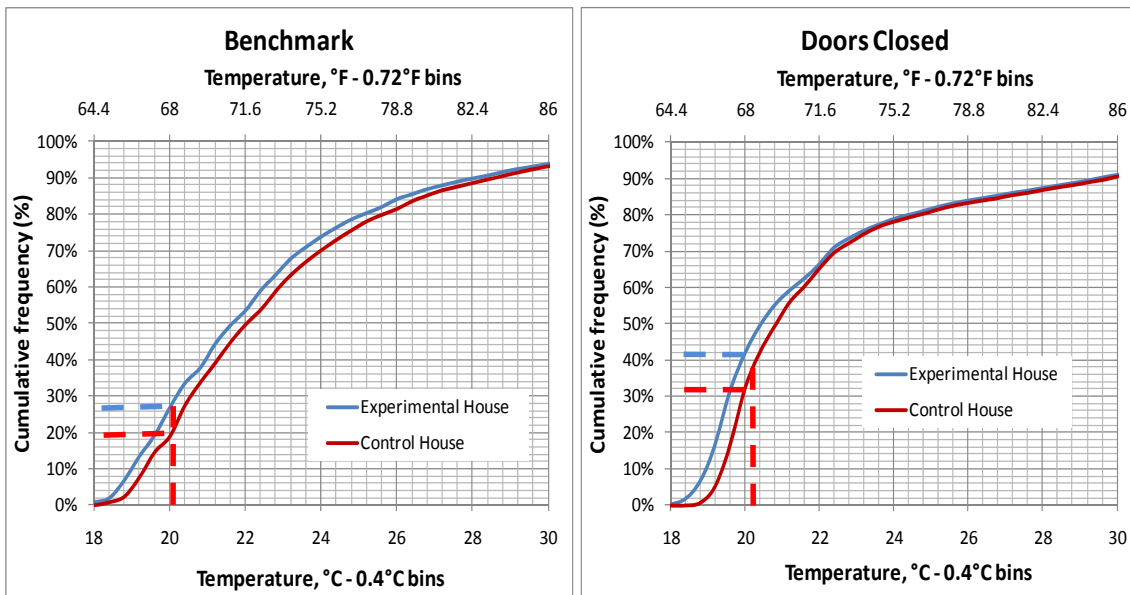 Benchmark
Temperature, °F - 0.72°F bins
64.4 68 71.6 75.2 78.8 82.4 86
Cumulative frequency (%)
100%
90%
80%
70%
60%
50%
40%
30%
20%
10%
0%
Experimental House
Control House
18 20 22 24 26 28 30
Temperature, °C - 0.4°C bins
Doors Closed
Temperature, °F - 0.72°F bins
64.4 68 71.6 75.2 78.8 82.4 86
Cumulative frequency (%)
100%
90%
80%
70%
60%
50%
40%
30%
20%
10%
0%
Experimental House
Control House
18 20 22 24 26 28 30
Temperature, °C - 0.4°C bins